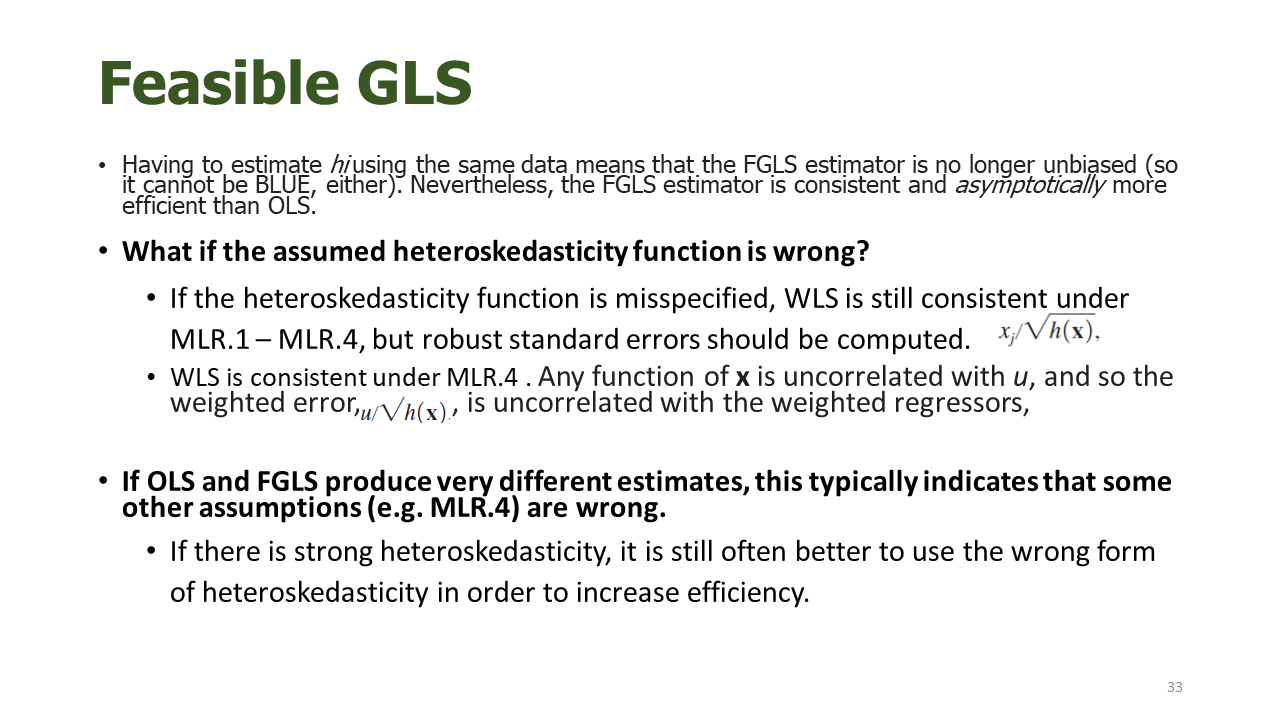 Feasible GLS
• Having to estimate hi using the same data means that the FGLS estimator is no longer unbiased (so
it cannot be BLUE, either). Nevertheless, the FGLS estimator is consistent and asymptotically more
efficient than OLS.
• What if the assumed heteroskedasticity function is wrong?
• If the heteroskedasticity function is misspecified, WLS is still consistent under
MLR.1 – MLR.4, but robust standard errors should be computed. xⱼ/√h(x),
• WLS is consistent under MLR.4 . Any function of x is uncorrelated with u, and so the
weighted error, u/√h(x). , is uncorrelated with the weighted regressors,
• If OLS and FGLS produce very different estimates, this typically indicates that some
other assumptions (e.g. MLR.4) are wrong.
• If there is strong heteroskedasticity, it is still often better to use the wrong form
of heteroskedasticity in order to increase efficiency.
33